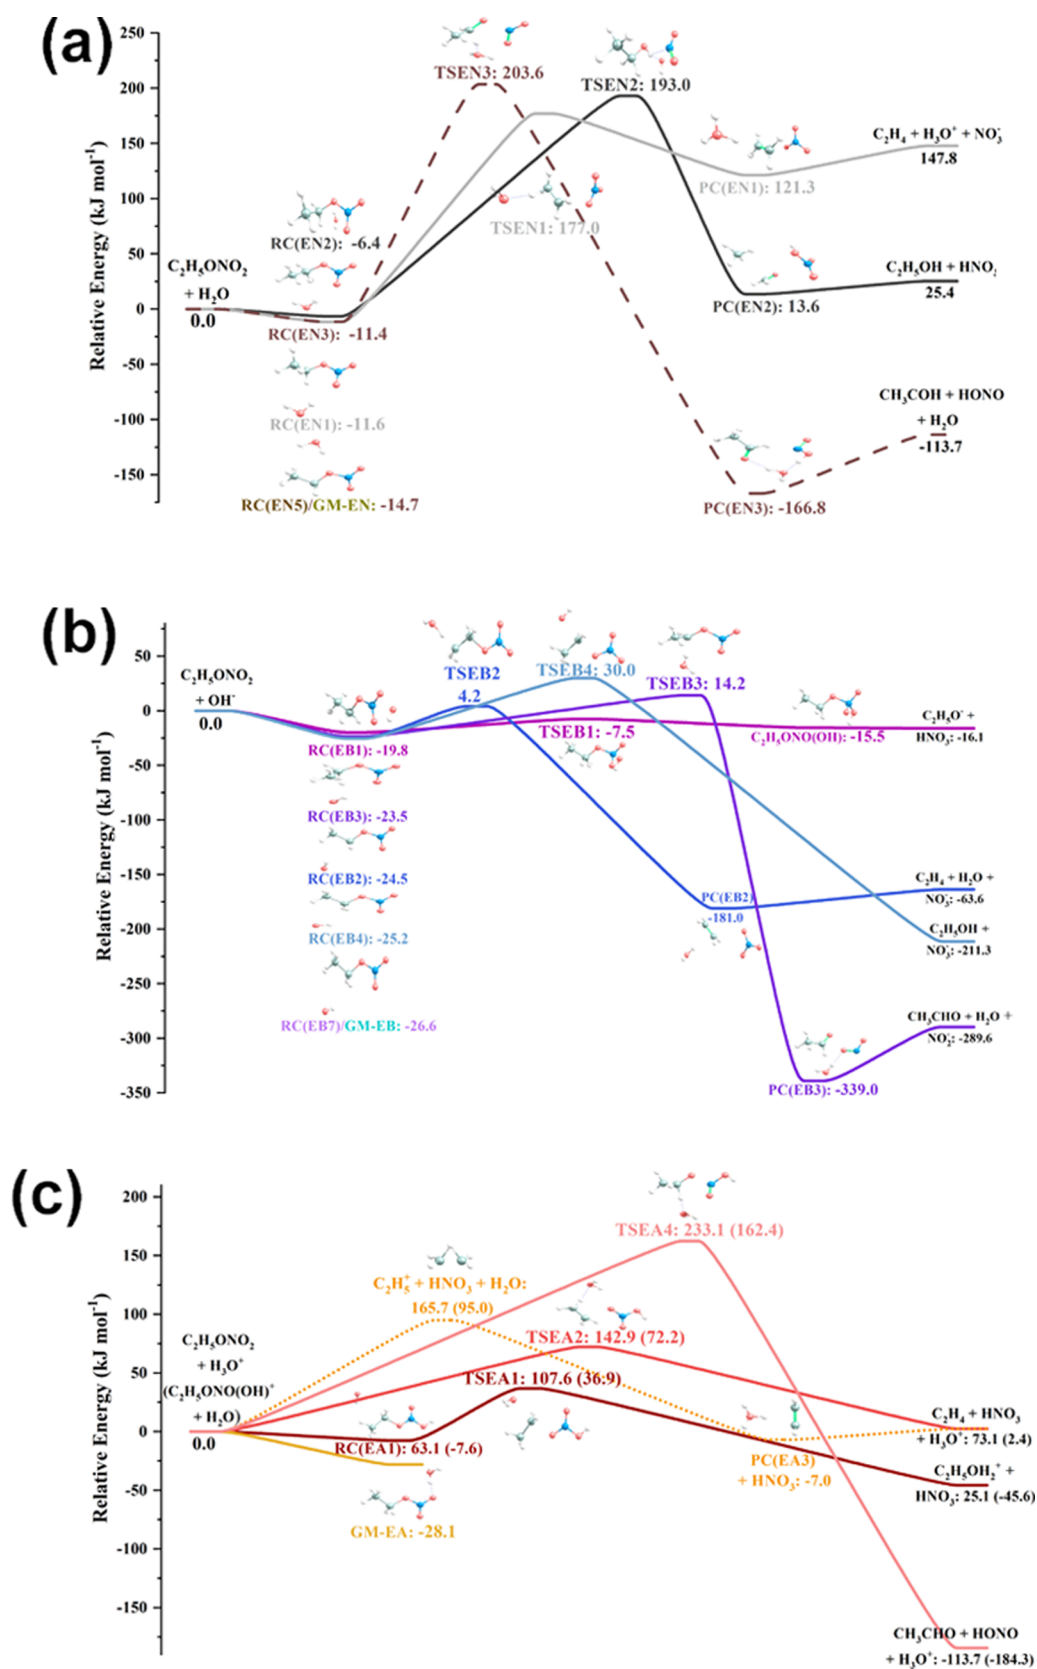 (a)
250
200
150
100
50
0
-50
-100
-150
Relative Energy (kJ mol⁻¹)
TSEN3: 203.6
TSEN2: 193.0
C₂H₄ + H₃O⁺ + NO₃⁻
147.8
PC(EN1): 121.3
TSEN1: 177.0
RC(EN2): -6.4
C₂H₅ONO₂
+ H₂O
0.0
C₂H₅OH + HNO₃
25.4
PC(EN2): 13.6
RC(EN3): -11.4
RC(EN1): -11.6
CH₃COH + HONO
+ H₂O
-113.7
RC(EN5)/GM-EN: -14.7
PC(EN3): -166.8
(b)
50
0
-50
-100
-150
-200
-250
-300
-350
Relative Energy (kJ mol⁻¹)
C₂H₅ONO₂
+ OH⁻
0.0
TSEB2
4.2
TSEB4: 30.0
TSEB3: 14.2
TSEB1: -7.5
C₂H₅ONO(OH): -15.5
C₂H₅O⁻ +
HNO₃: -16.1
RC(EB1): -19.8
RC(EB3): -23.5
RC(EB2): -24.5
RC(EB4): -25.2
RC(EB7)/GM-EB: -26.6
PC(EB2)
-181.0
C₂H₄ + H₂O +
NO₃⁻: -63.6
C₂H₅OH +
NO₃⁻: -211.3
CH₃CHO + H₂O +
NO₂⁻: -289.6
PC(EB3): -339.0
(c)
200
150
100
50
0
-50
-100
-150
Relative Energy (kJ mol⁻¹)
TSEA4: 233.1 (162.4)
C₂H₅⁺ + HNO₃ + H₂O:
165.7 (95.0)
TSEA2: 142.9 (72.2)
TSEA1: 107.6 (36.9)
C₂H₅ONO₂
+ H₃O⁺
(C₂H₅ONO(OH)⁺
+ H₂O)
0.0
RC(EA1): 63.1 (-7.6)
GM-EA: -28.1
PC(EA3)
+ HNO₃: -7.0
C₂H₄ + HNO₃
+ H₃O⁺: 73.1 (2.4)
C₂H₅OH₂⁺ +
HNO₃: 25.1 (-45.6)
CH₃CHO + HONO
+ H₃O⁺: -113.7 (-184.3)